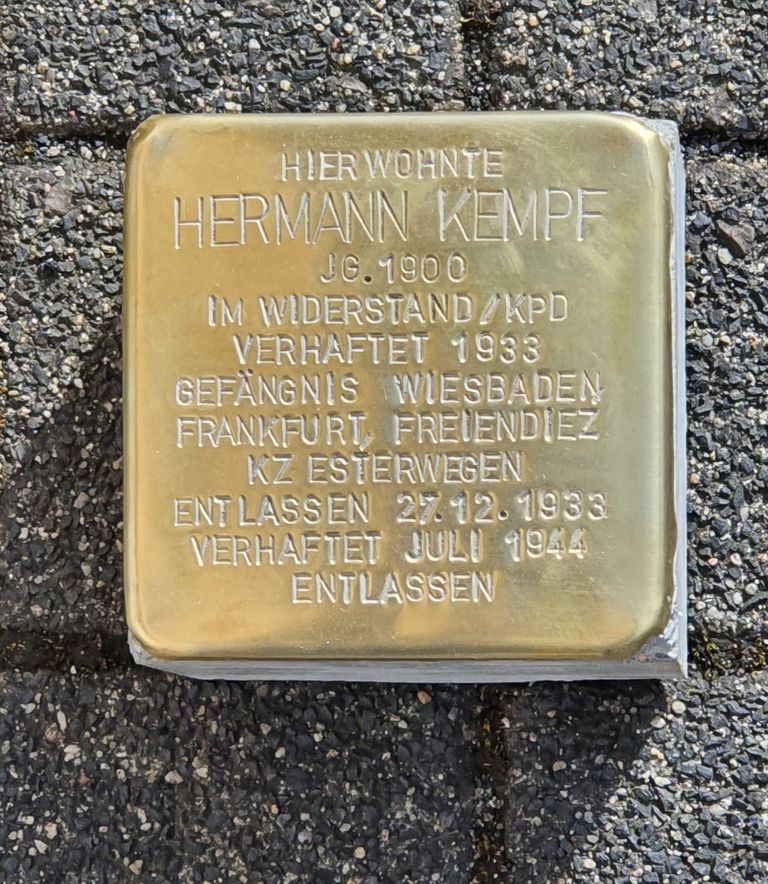 HIER WOHNTE
HERMANN KEMPF
JG. 1900
IM WIDERSTAND/KPD
VERHAFTET 1933
GEFÄNGNIS WIESBADEN,
FRANKFURT, FREIENDIEZ
KZ ESTERWEGEN
ENTLASSEN 27.12.1933
VERHAFTET JULI 1944
ENTLASSEN